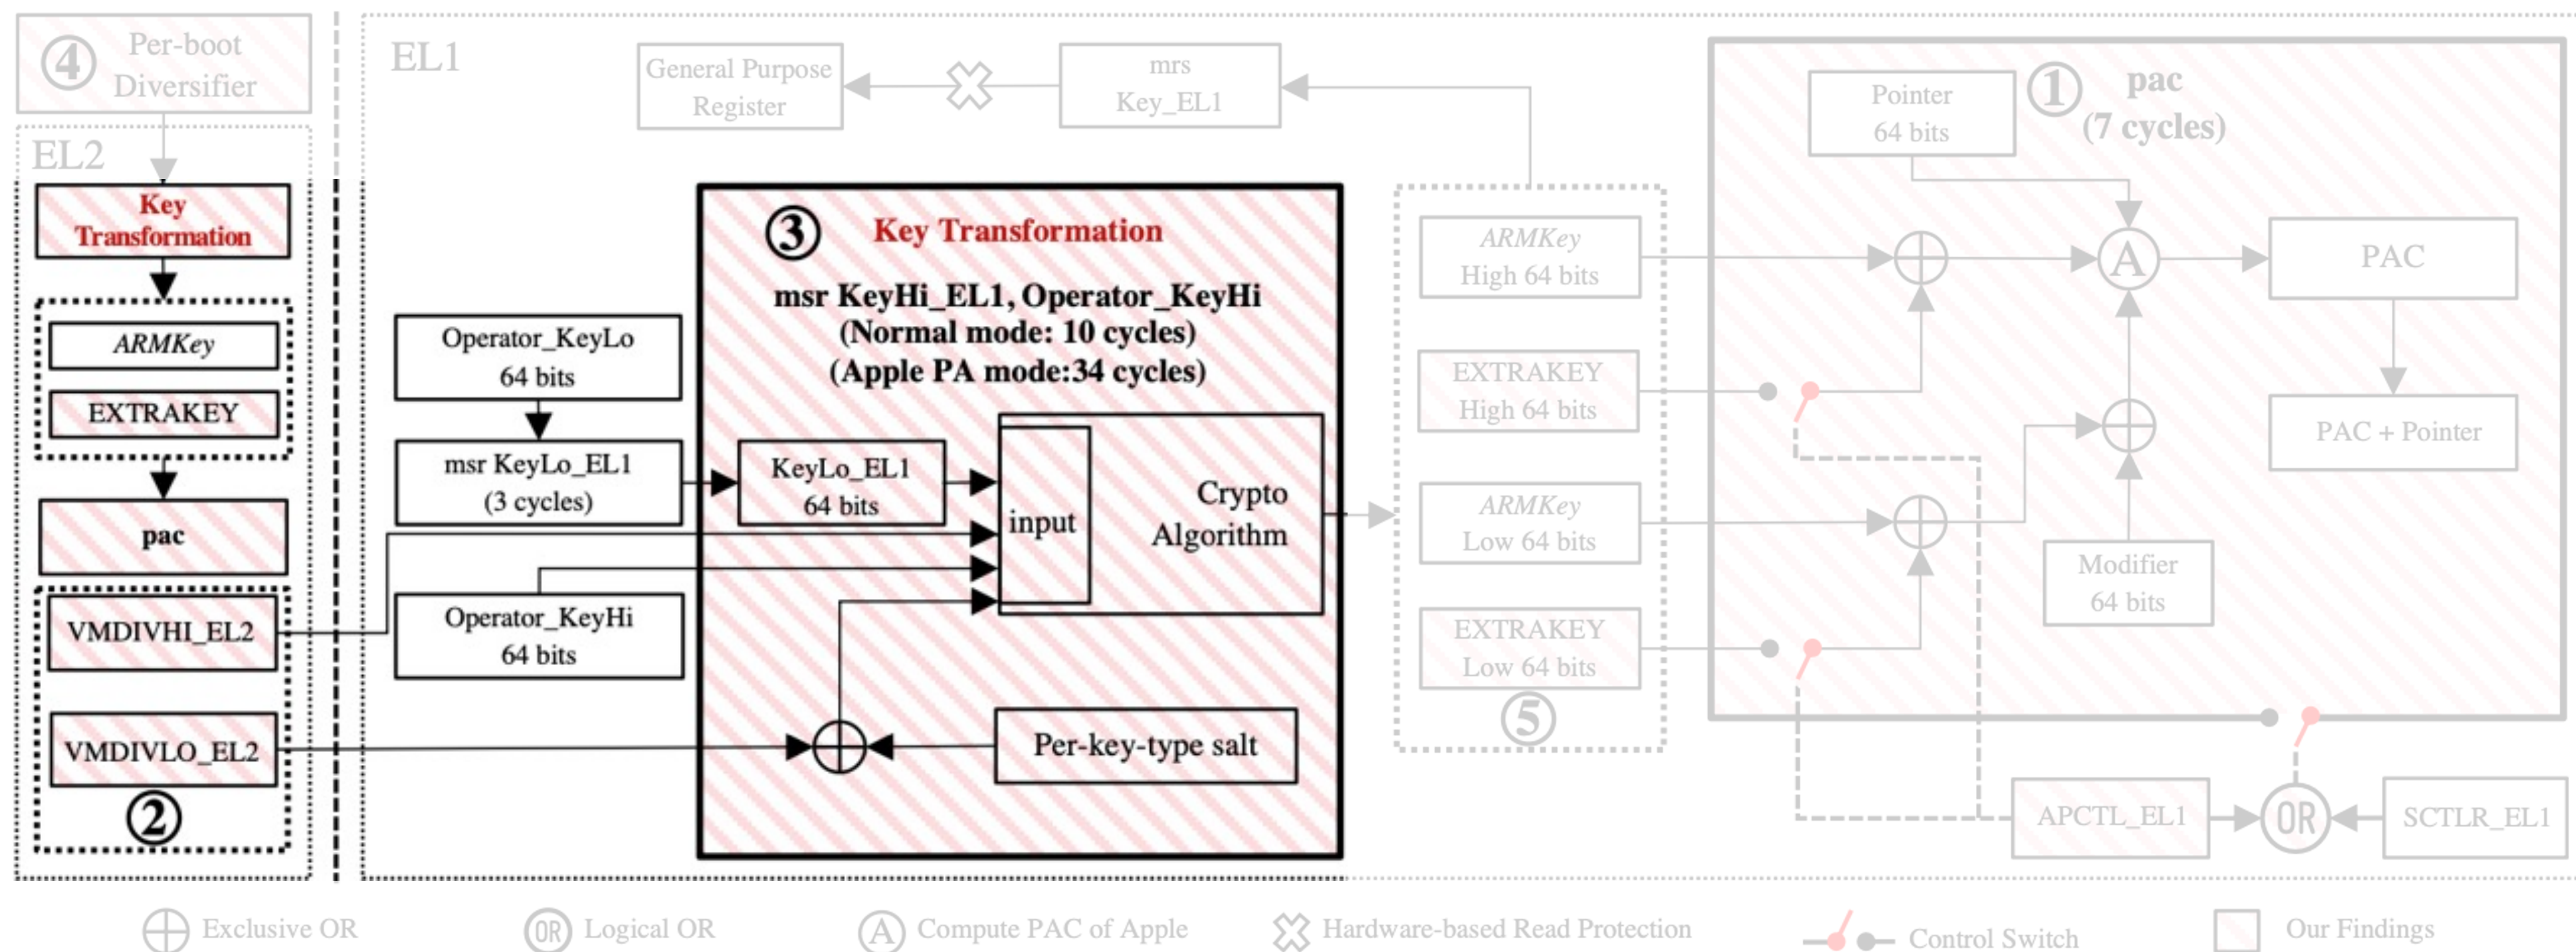 ④
Per-boot
Diversifier
EL2
Key
Transformation
ARMKey
EXTRAKEY
pac
VMDIVHI_EL2
VMDIVLO_EL2
②
EL1
General Purpose
Register
mrs
Key_EL1
Operator_KeyLo
64 bits
msr KeyLo_EL1
(3 cycles)
Operator_KeyHi
64 bits
③ Key Transformation
msr KeyHi_EL1, Operator_KeyHi
(Normal mode: 10 cycles)
(Apple PA mode:34 cycles)
KeyLo_EL1
64 bits
input
Crypto
Algorithm
Per-key-type salt
ARMKey
High 64 bits
EXTRAKEY
High 64 bits
ARMKey
Low 64 bits
EXTRAKEY
Low 64 bits
⑤
Pointer
64 bits
① pac
(7 cycles)
A
PAC
PAC + Pointer
Modifier
64 bits
APCTL_EL1
OR
SCTLR_EL1
Exclusive OR
OR Logical OR
A Compute PAC of Apple
Hardware-based Read Protection
Control Switch
Our Findings